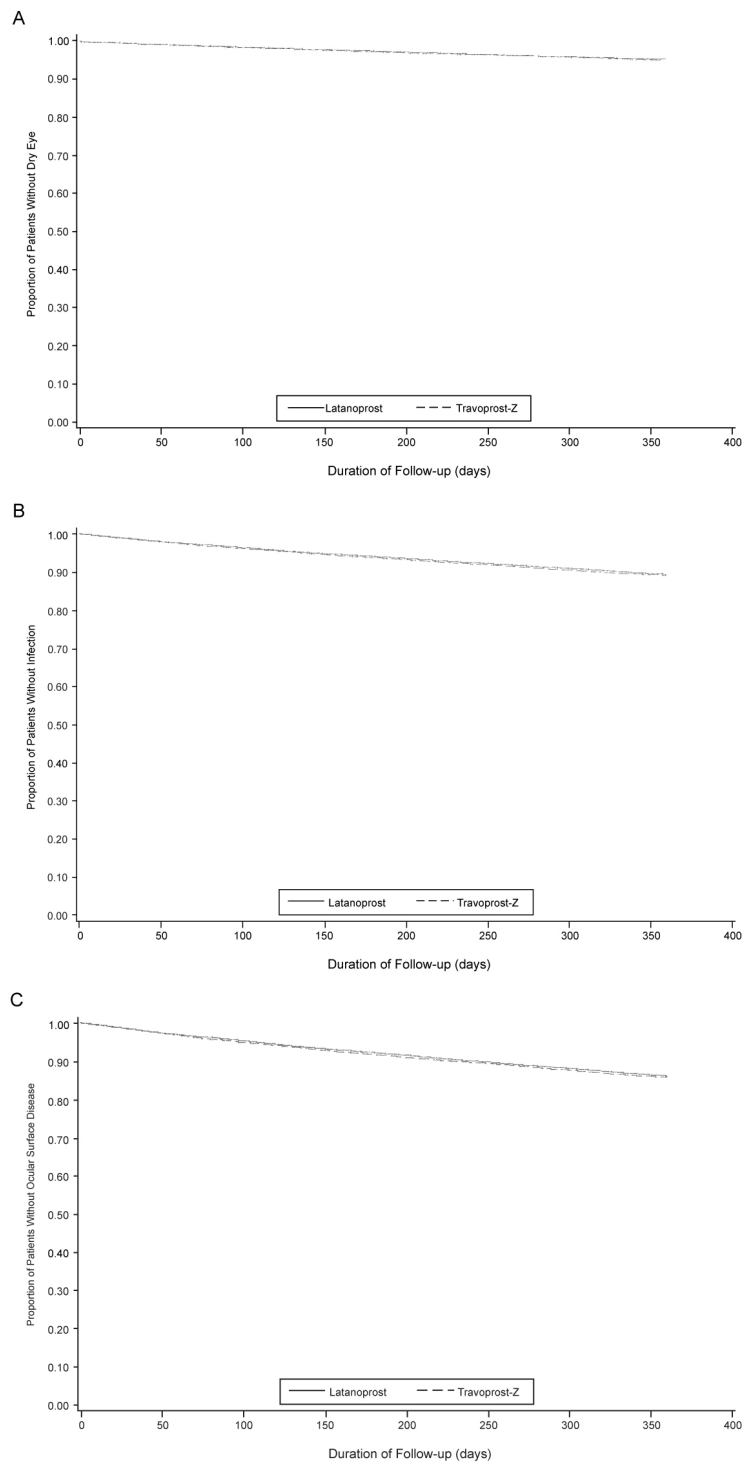 A
Proportion of Patients Without Dry Eye
1.00
0.90
0.80
0.70
0.60
0.50
0.40
0.30
0.20
0.10
0.00
Latanoprost Travoprost-Z
0 50 100 150 200 250 300 350 400
Duration of Follow-up (days)
B
Proportion of Patients Without Infection
1.00
0.90
0.80
0.70
0.60
0.50
0.40
0.30
0.20
0.10
0.00
Latanoprost Travoprost-Z
0 50 100 150 200 250 300 350 400
Duration of Follow-up (days)
C
Proportion of Patients Without Ocular Surface Disease
1.00
0.90
0.80
0.70
0.60
0.50
0.40
0.30
0.20
0.10
0.00
Latanoprost Travoprost-Z
0 50 100 150 200 250 300 350 400
Duration of Follow-up (days)